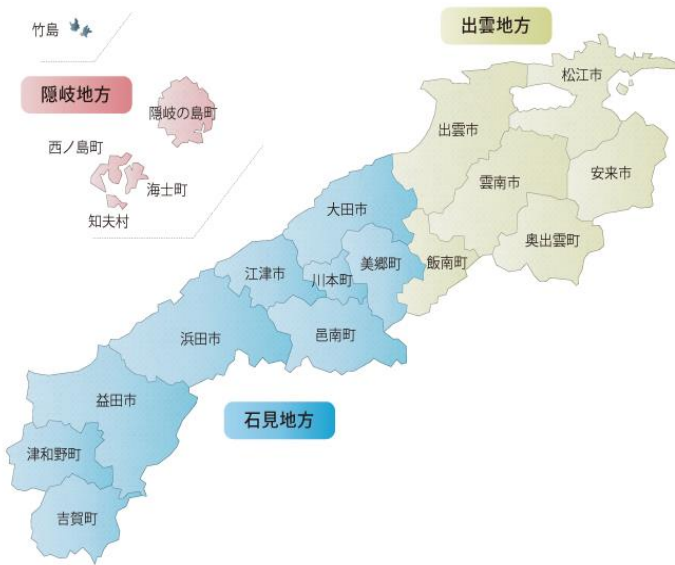 竹島
出雲地方
松江市
隠岐地方
隠岐の島町
出雲市
西ノ島町
海士町
知夫村
雲南市
安来市
大田市
奥出雲町
美郷町
飯南町
江津市
川本町
浜田市
邑南町
益田市
石見地方
津和野町
吉賀町